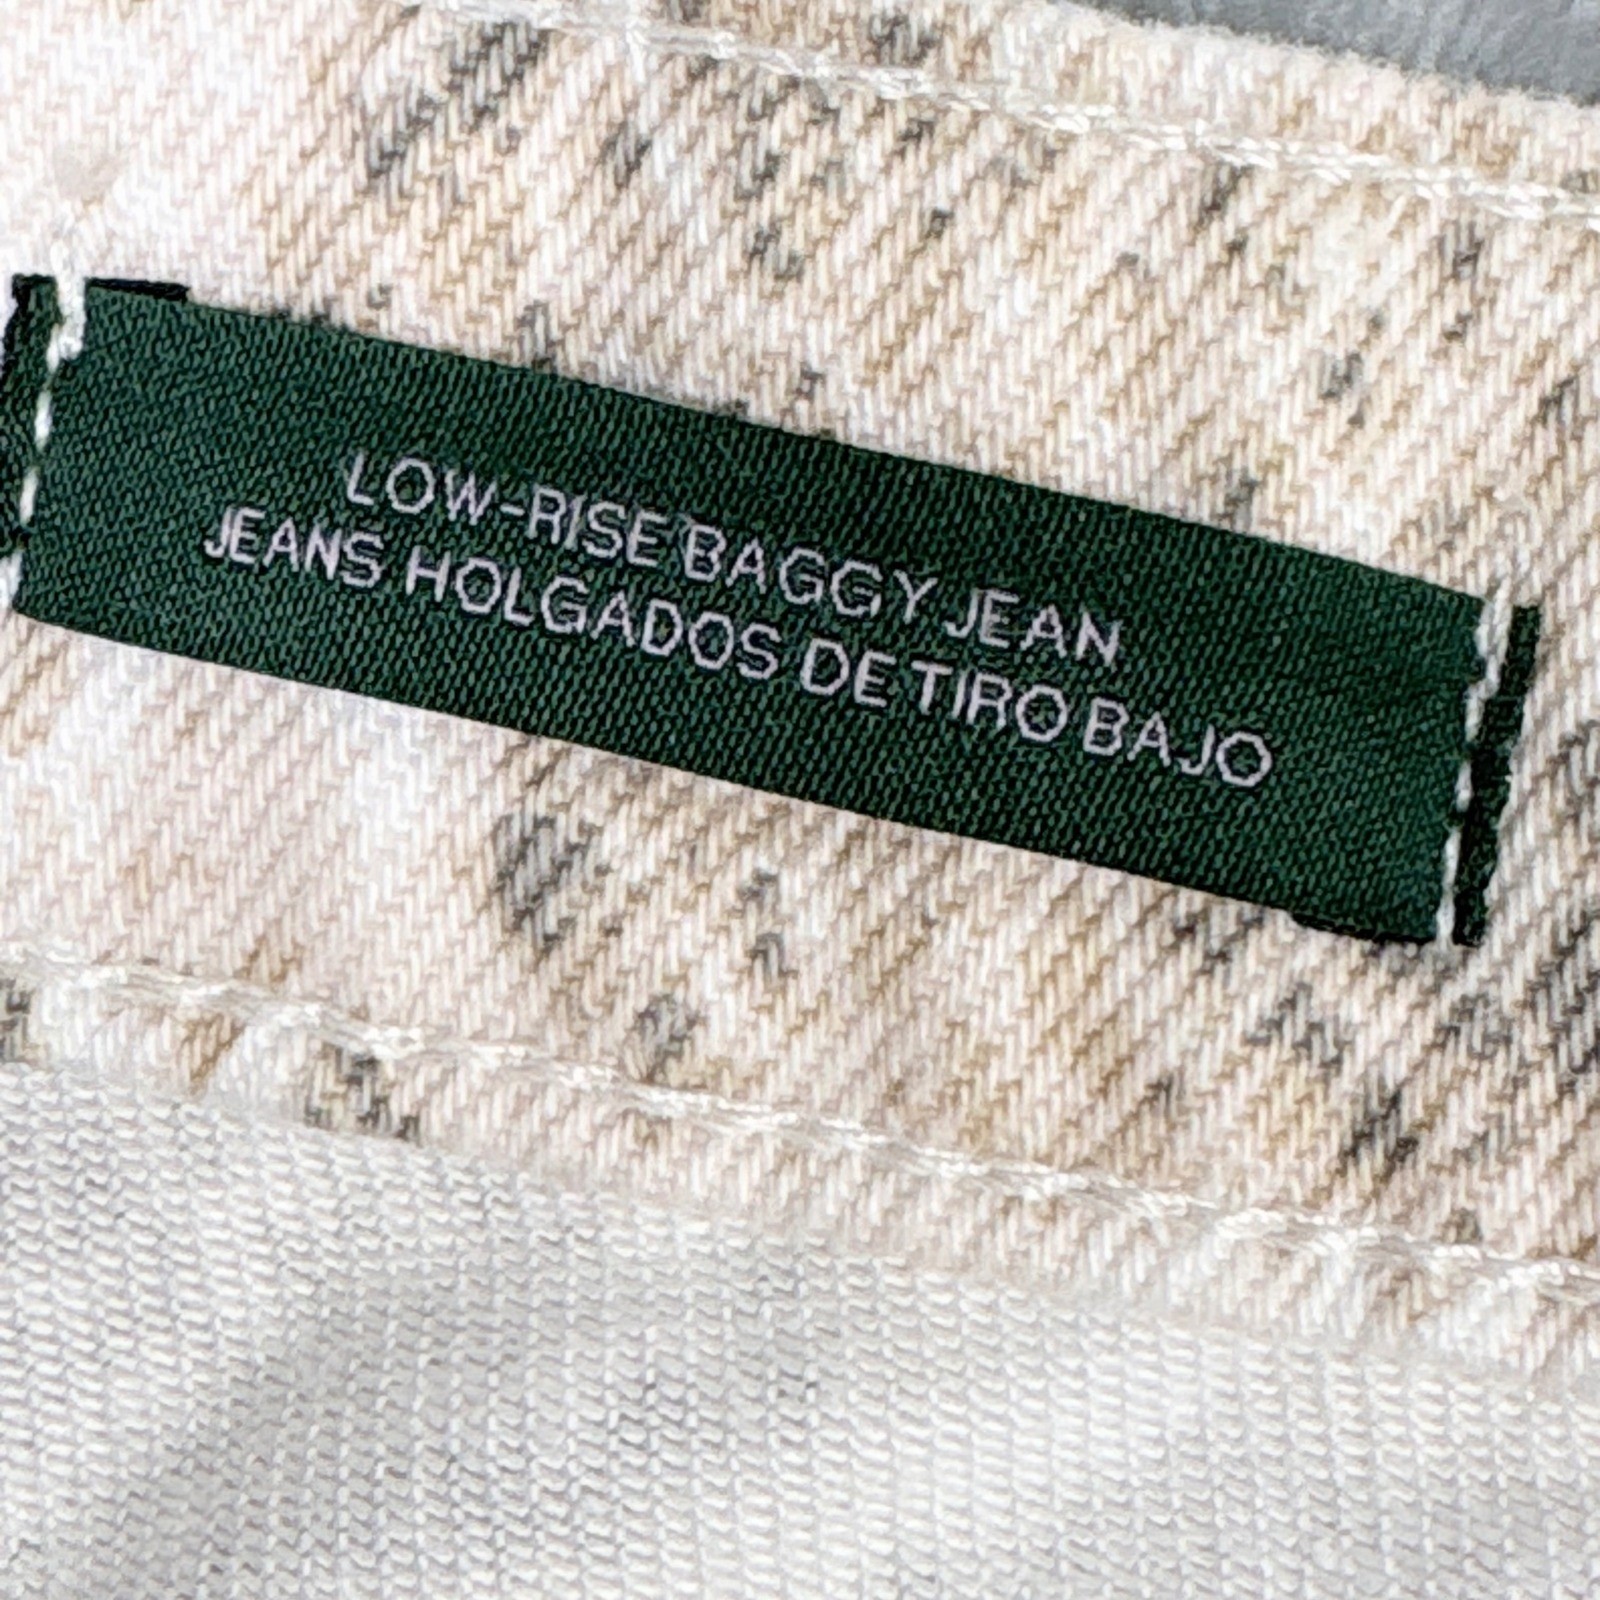 LOW-RISE BAGGY JEAN
JEANS HOLGADOS DE TIRO BAJO